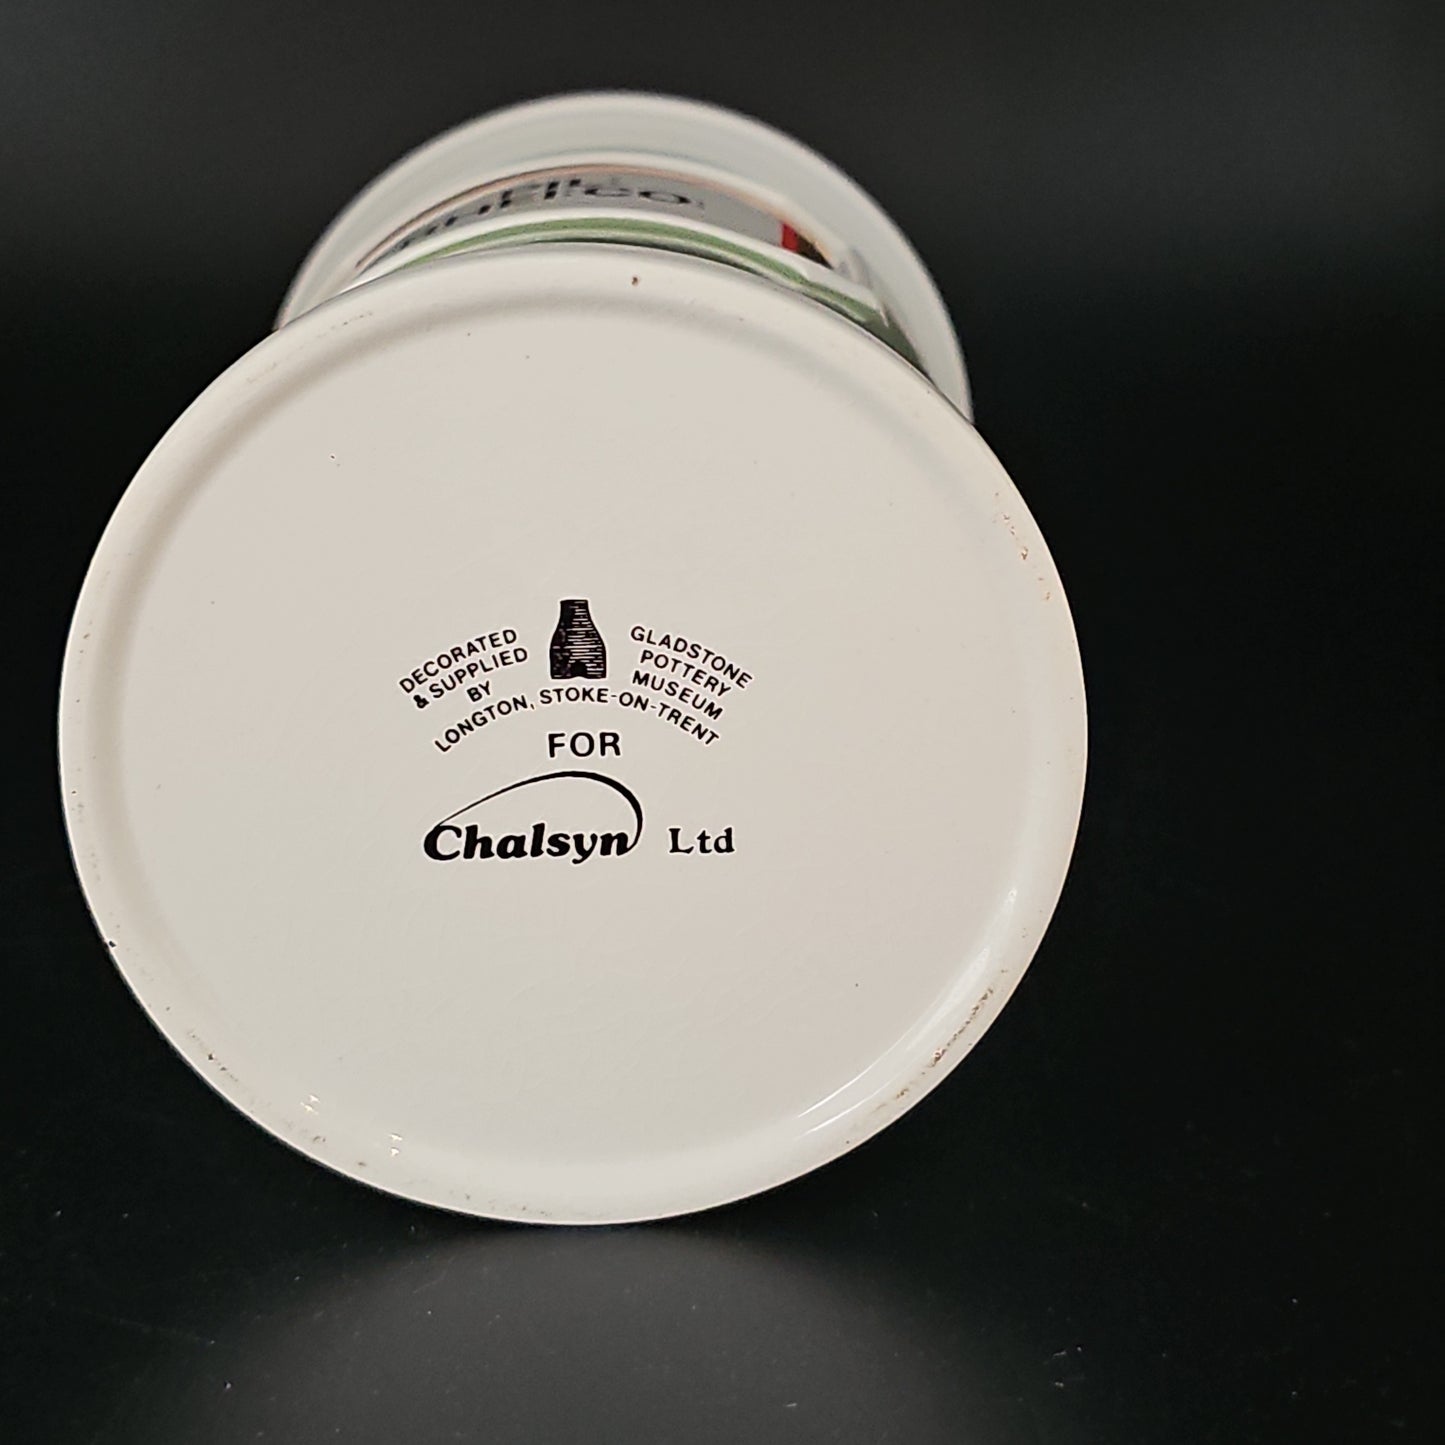 DECORATED
& SUPPLIED
BY
GLADSTONE
POTTERY
MUSEUM
LONGTON, STOKE-ON-TRENT
FOR
Chalsyn Ltd